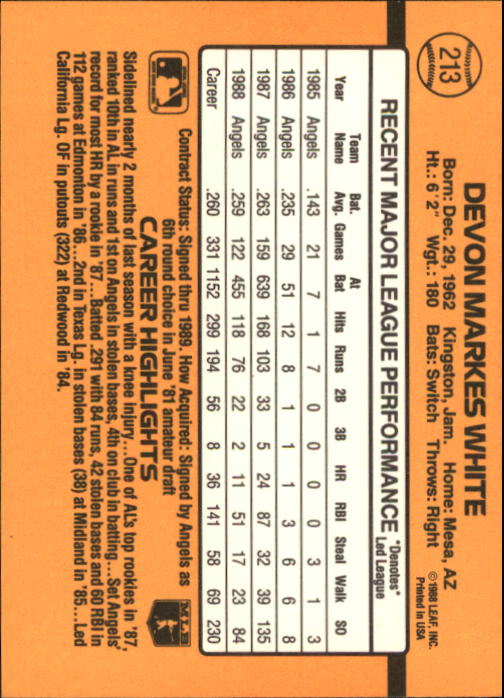 213
DEVON MARKES WHITE
Born: Dec. 29, 1962 Kingston, Jam. Home: Mesa, AZ
Ht.: 6' 2" Wgt.: 180 Bats: Switch Throws: Right
©1988 LEAF, INC.
Printed in USA
RECENT MAJOR LEAGUE PERFORMANCE *Denotes* Led League
Year Team Name Bat. Avg. Games At Bat Hits Runs 2B 3B HR RBI Steal Walk SO
1985 Angels .143 21 7 1 7 0 0 0 0 3 1 3
1986 Angels .235 29 51 12 8 1 1 1 3 6 6 8
1987 Angels .263 159 639 168 103 33 5 24 87 32 39 135
1988 Angels .259 122 455 118 76 22 2 11 51 17 23 84
Career .260 331 1152 299 194 56 8 36 141 58 69 230
Contract Status: Signed thru 1989. How Acquired: Signed by Angels as
6th round choice in June '81 amateur draft
MLB
CAREER HIGHLIGHTS
Sidelined nearly 2 months of last season with a knee injury...One of AL's top rookies in '87,
ranked 10th in AL in runs and 1st on Angels in stolen bases, 4th on club in batting...Set Angels'
record for most HR by a rookie in '87...Batted .291 with 84 runs, 42 stolen bases and 60 RBI in
112 games at Edmonton in '86...2nd in Texas Lg. in stolen bases (38) at Midland in '85...Led
California Lg. OF in putouts (322) at Redwood in '84.